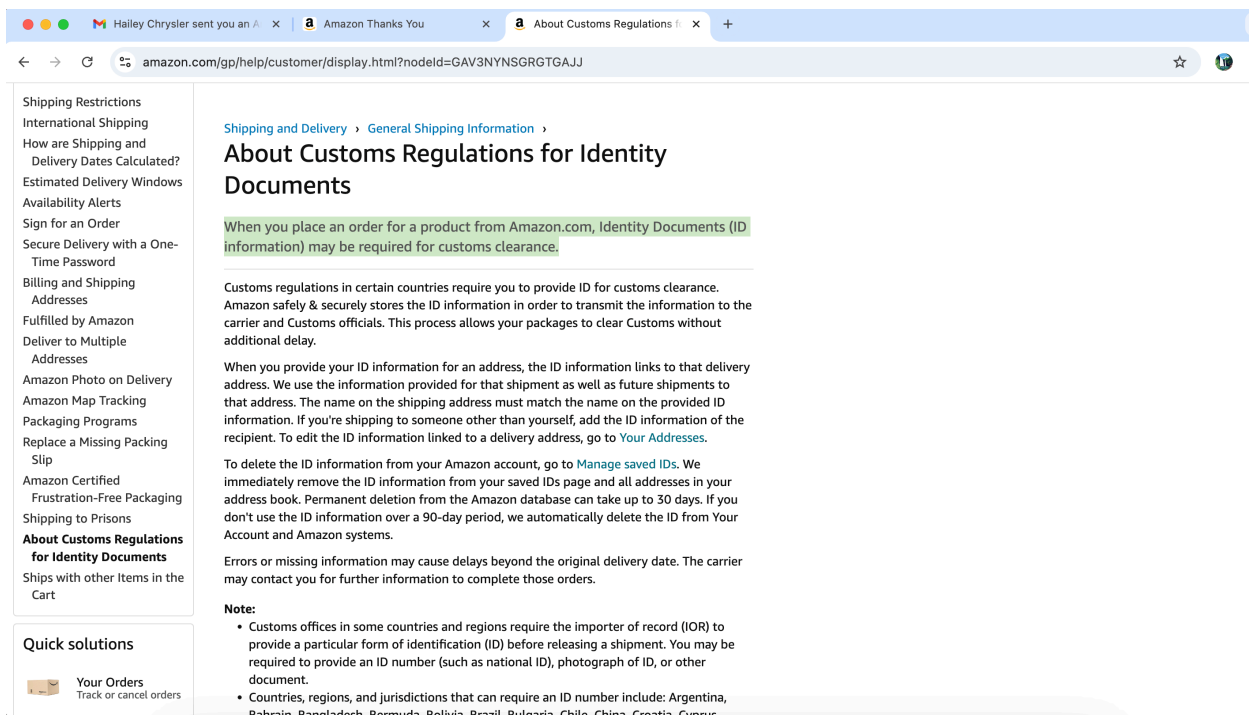 Hailey Chrysler sent you an A
Amazon Thanks You
About Customs Regulations fo
amazon.com/gp/help/customer/display.html?nodeId=GAV3NYNSGRGTGAJJ
Shipping Restrictions
International Shipping
How are Shipping and
Delivery Dates Calculated?
Estimated Delivery Windows
Availability Alerts
Sign for an Order
Secure Delivery with a One-
Time Password
Billing and Shipping
Addresses
Fulfilled by Amazon
Deliver to Multiple
Addresses
Amazon Photo on Delivery
Amazon Map Tracking
Packaging Programs
Replace a Missing Packing
Slip
Amazon Certified
Frustration-Free Packaging
Shipping to Prisons
About Customs Regulations
for Identity Documents
Ships with other Items in the
Cart
Quick solutions
Your Orders
Track or cancel orders
Shipping and Delivery › General Shipping Information ›
About Customs Regulations for Identity
Documents
When you place an order for a product from Amazon.com, Identity Documents (ID
information) may be required for customs clearance.
Customs regulations in certain countries require you to provide ID for customs clearance.
Amazon safely & securely stores the ID information in order to transmit the information to the
carrier and Customs officials. This process allows your packages to clear Customs without
additional delay.
When you provide your ID information for an address, the ID information links to that delivery
address. We use the information provided for that shipment as well as future shipments to
that address. The name on the shipping address must match the name on the provided ID
information. If you're shipping to someone other than yourself, add the ID information of the
recipient. To edit the ID information linked to a delivery address, go to Your Addresses.
To delete the ID information from your Amazon account, go to Manage saved IDs. We
immediately remove the ID information from your saved IDs page and all addresses in your
address book. Permanent deletion from the Amazon database can take up to 30 days. If you
don't use the ID information over a 90-day period, we automatically delete the ID from Your
Account and Amazon systems.
Errors or missing information may cause delays beyond the original delivery date. The carrier
may contact you for further information to complete those orders.
Note:
• Customs offices in some countries and regions require the importer of record (IOR) to
provide a particular form of identification (ID) before releasing a shipment. You may be
required to provide an ID number (such as national ID), photograph of ID, or other
document.
• Countries, regions, and jurisdictions that can require an ID number include: Argentina,
Bahrain, Bangladesh, Bermuda, Bolivia, Brazil, Bulgaria, Chile, China, Croatia, Cyprus,